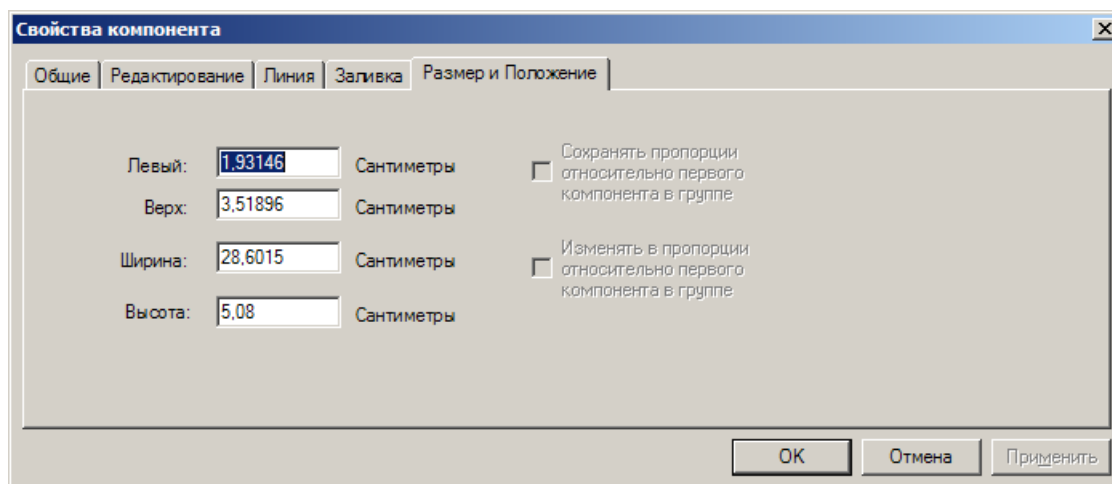 Свойства компонента
Общие Редактирование Линия Заливка Размер и Положение
Левый: 1,93146 Сантиметры
Верх: 3,51896 Сантиметры
Ширина: 28,6015 Сантиметры
Высота: 5,08 Сантиметры
Сохранять пропорции
относительно первого
компонента в группе
Изменять в пропорции
относительно первого
компонента в группе
OK Отмена Применить